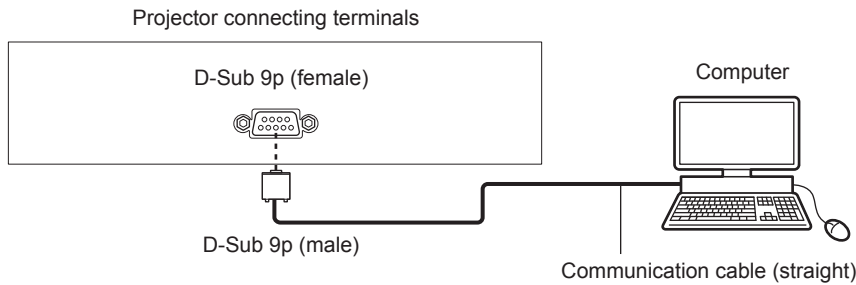 Projector connecting terminals
D-Sub 9p (female)
Computer
D-Sub 9p (male)
Communication cable (straight)